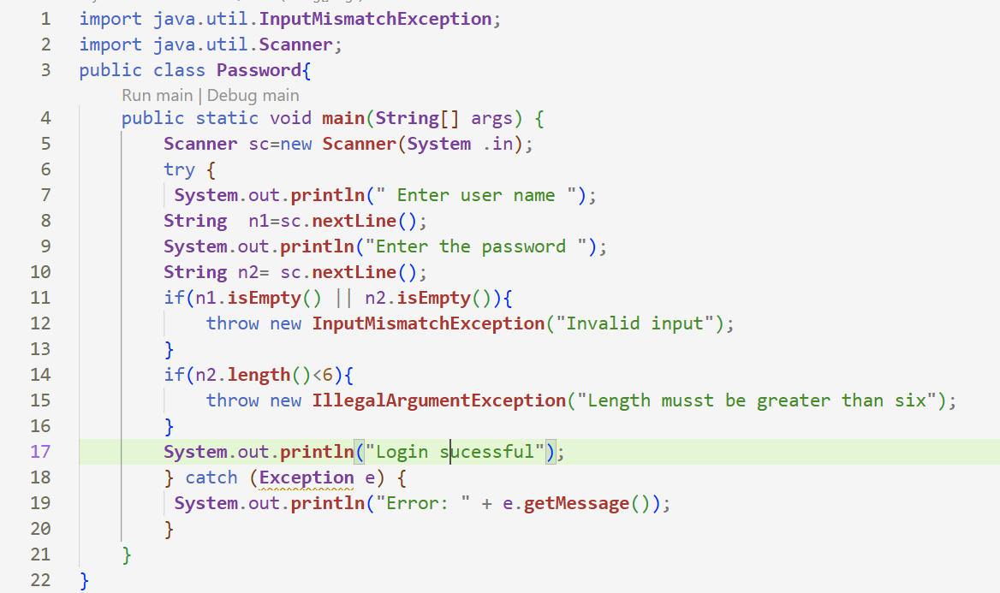 1 import java.util.InputMismatchException;
2 import java.util.Scanner;
3 public class Password{
Run main | Debug main
4 public static void main(String[] args) {
5 Scanner sc=new Scanner(System .in);
6 try {
7 System.out.println(" Enter user name ");
8 String  n1=sc.nextLine();
9 System.out.println("Enter the password ");
10 String n2= sc.nextLine();
11 if(n1.isEmpty() || n2.isEmpty()){
12 throw new InputMismatchException("Invalid input");
13 }
14 if(n2.length()<6){
15 throw new IllegalArgumentException("Length musst be greater than six");
16 }
17 System.out.println("Login sucessful");
18 } catch (Exception e) {
19 System.out.println("Error: " + e.getMessage());
20 }
21 }
22 }